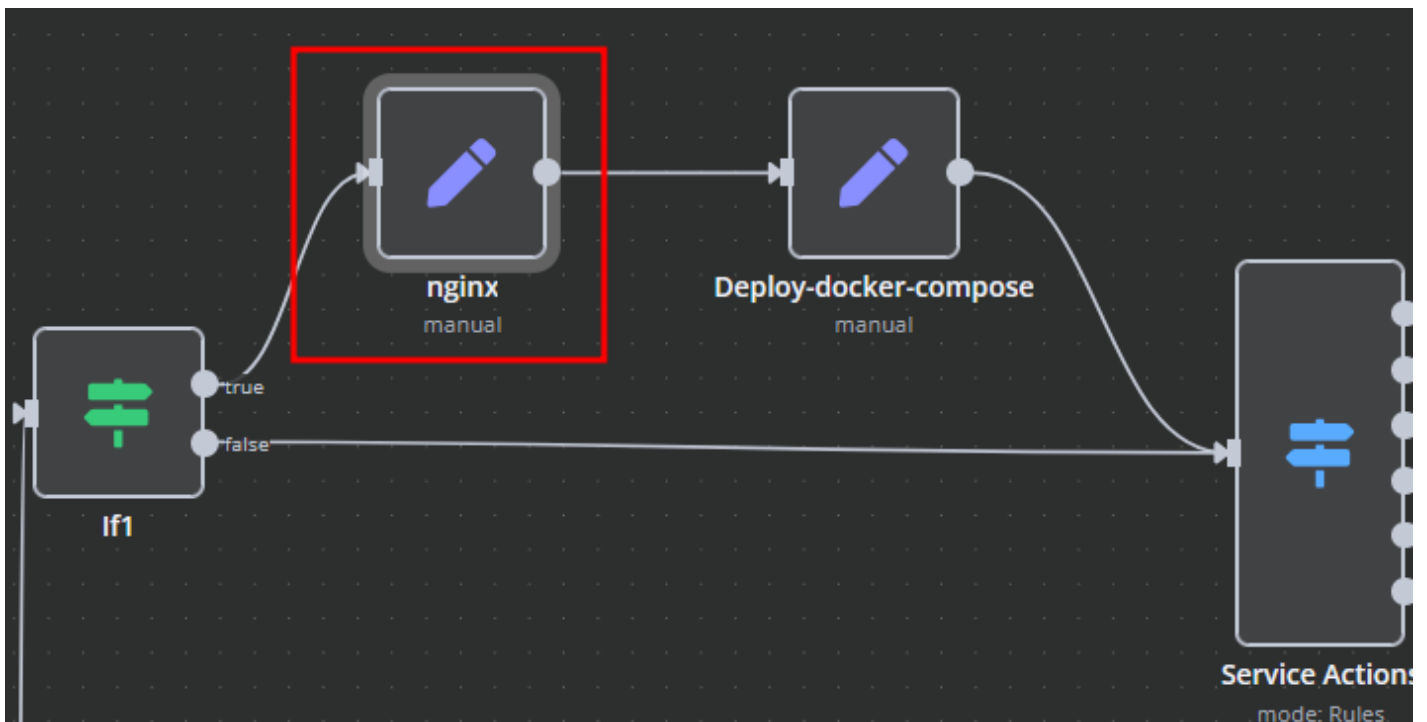 nginx
manual
Deploy-docker-compose
manual
true
false
If1
Service Actions
mode: Rules